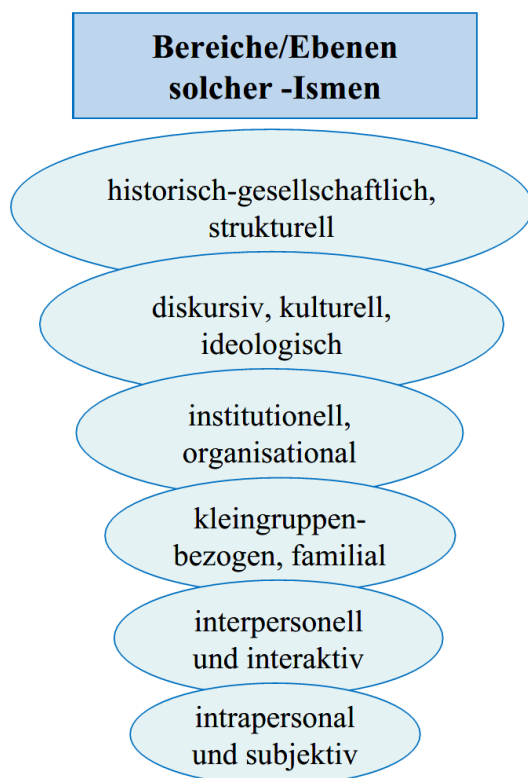 Bereiche/Ebenen
solcher -Ismen
historisch-gesellschaftlich,
strukturell
diskursiv, kulturell,
ideologisch
institutionell,
organisational
kleingruppen-
bezogen, familial
interpersonell
und interaktiv
intrapersonal
und subjektiv